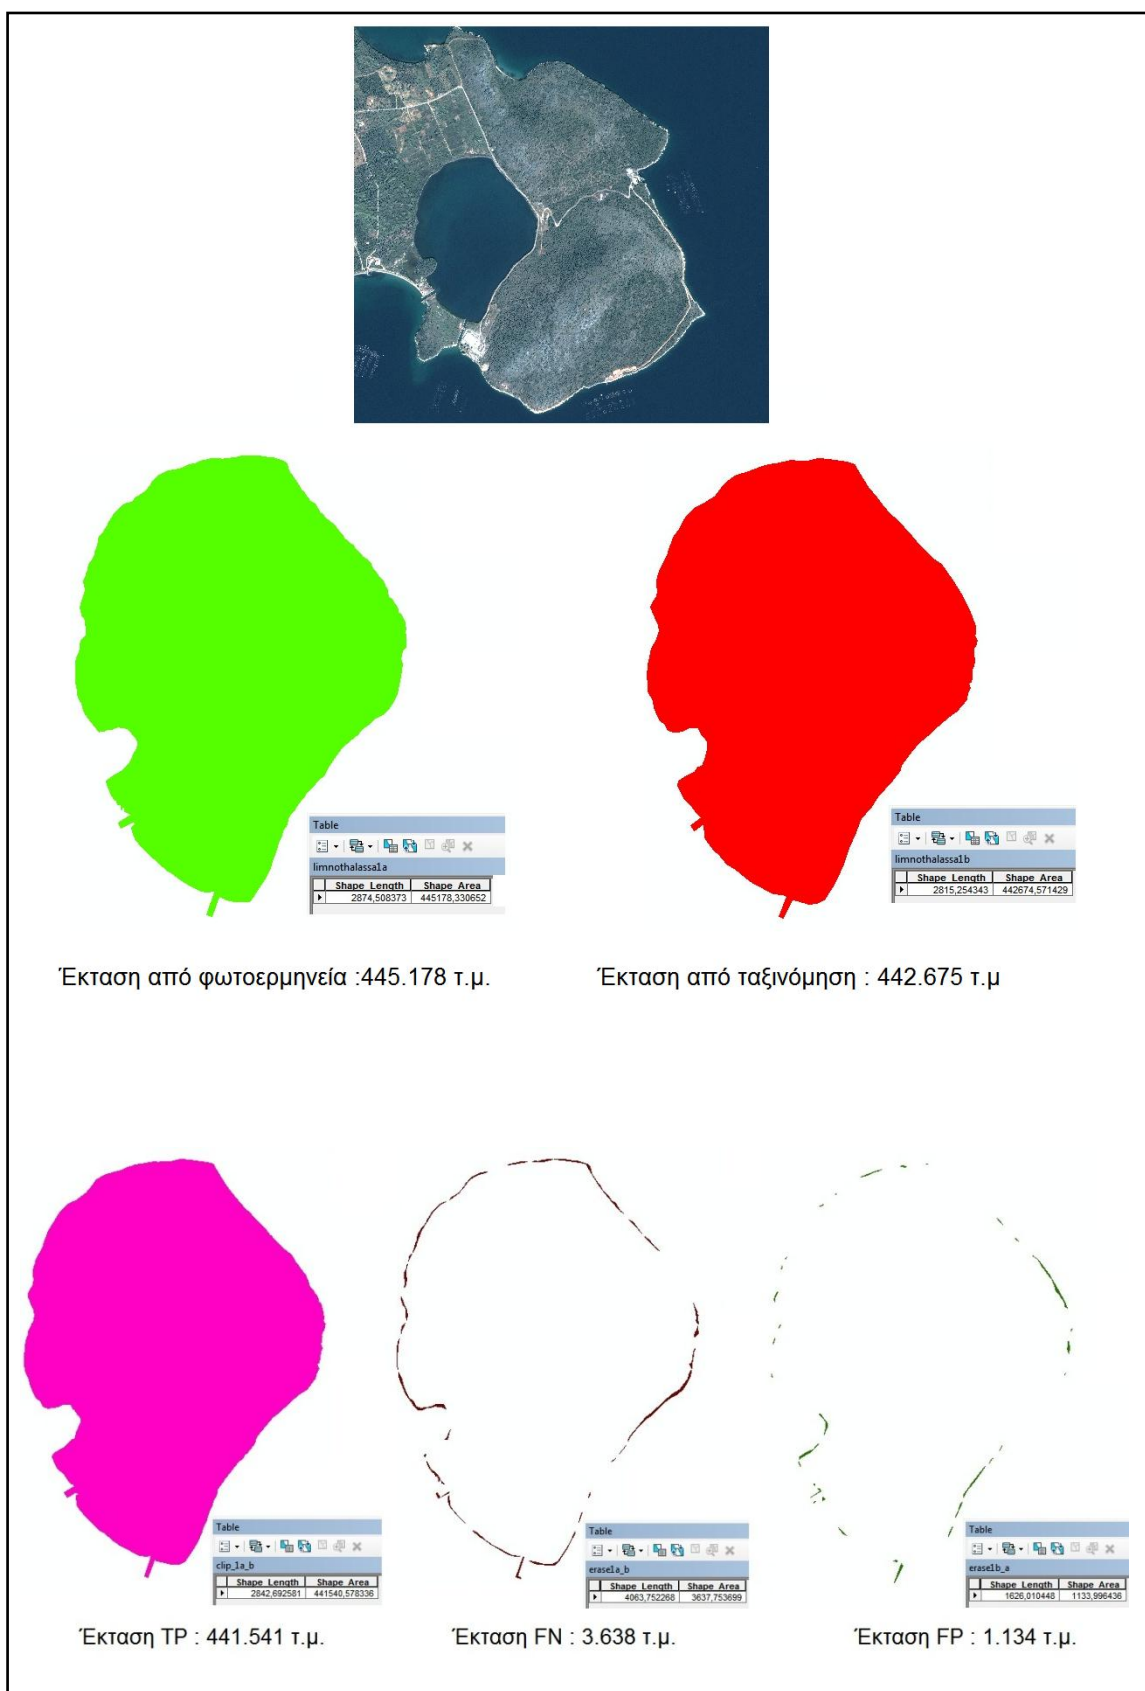 Table
limnothalassa1a
Shape_Length Shape_Area
2874,508373 445178,330652
Table
limnothalassa1b
Shape_Length Shape_Area
2815,254343 442674,571429
Έκταση από φωτοερμηνεία :445.178 τ.μ.
Έκταση από ταξινόμηση : 442.675 τ.μ
Table
clip_1a_b
Shape_Length Shape_Area
2842,692581 441540,578336
Table
erase1a_b
Shape_Length Shape_Area
4063,752268 3637,753699
Table
erase1b_a
Shape_Length Shape_Area
1626,010448 1133,996436
Έκταση TP : 441.541 τ.μ.
Έκταση FN : 3.638 τ.μ.
Έκταση FP : 1.134 τ.μ.